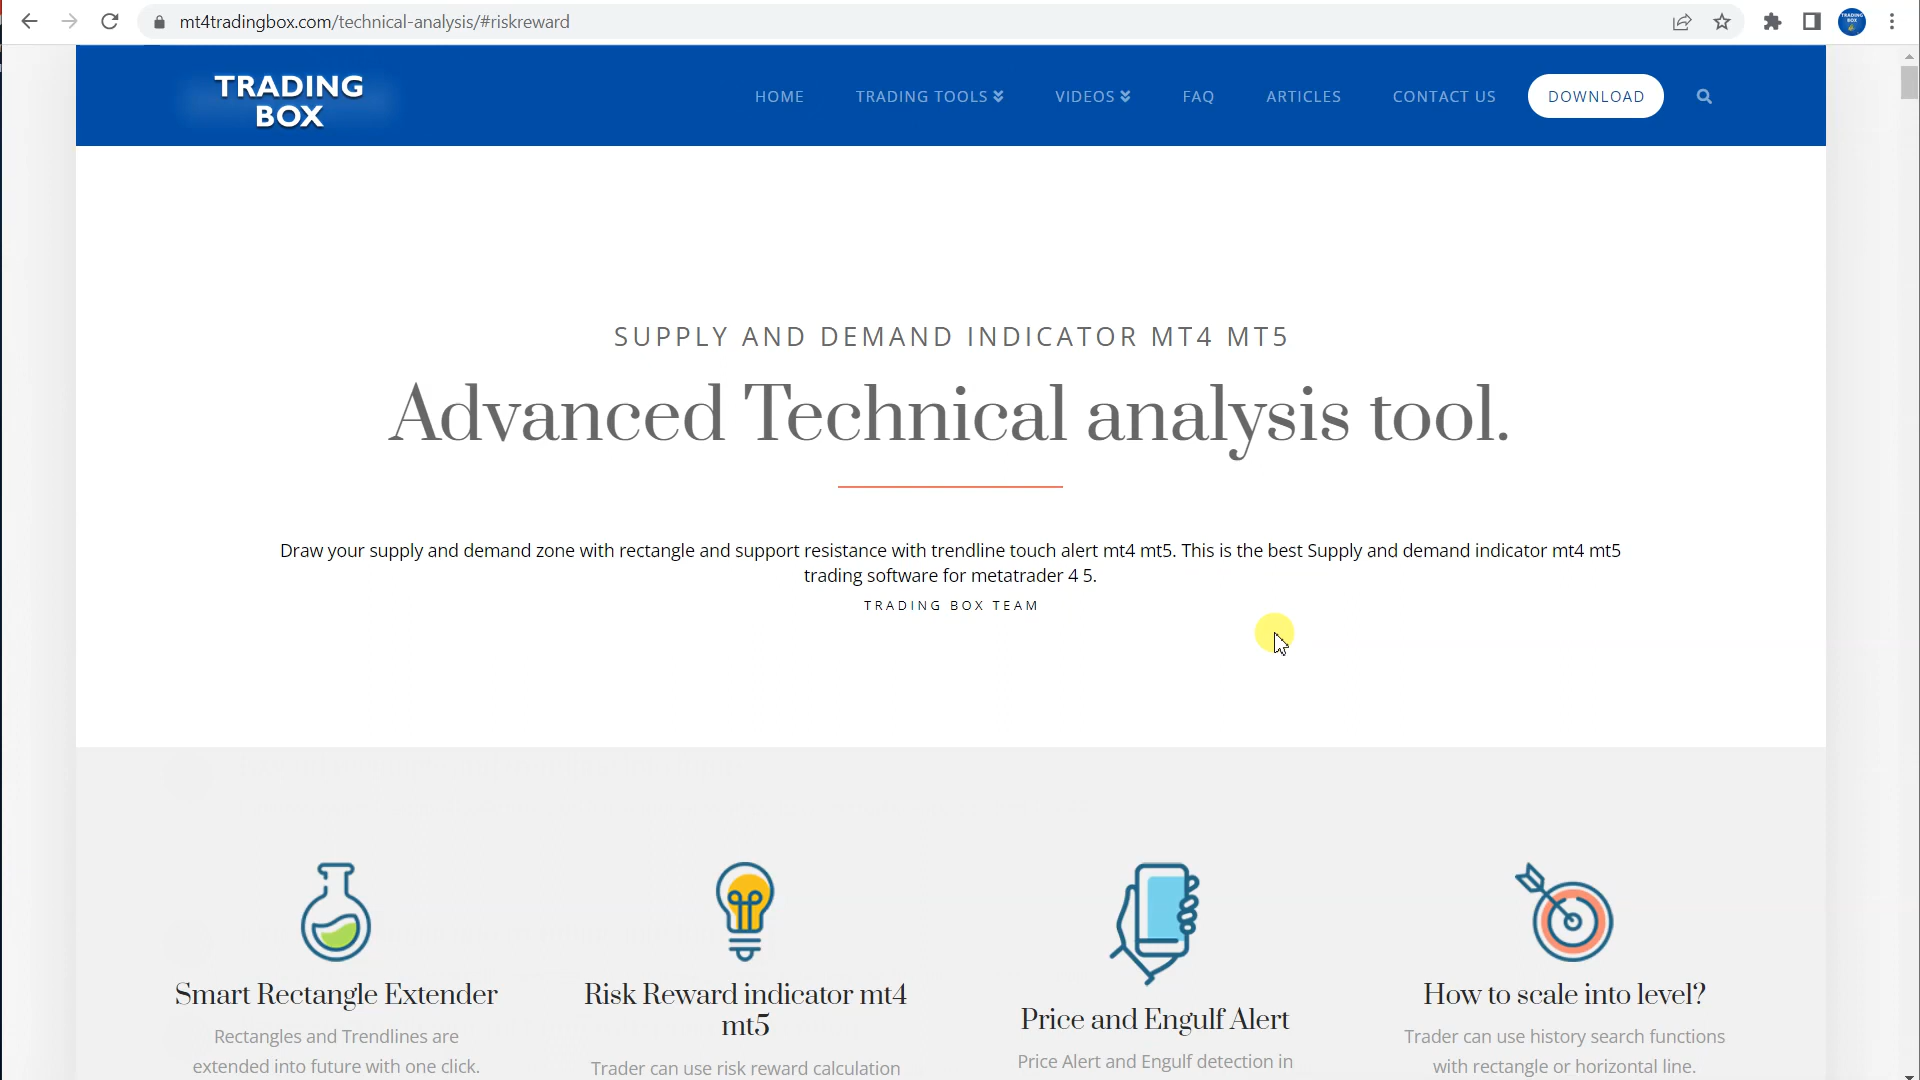 mt4tradingbox.com/technical-analysis/#riskreward
TRADING
BOX
HOME
TRADING TOOLS
VIDEOS
FAQ
ARTICLES
CONTACT US
DOWNLOAD
SUPPLY AND DEMAND INDICATOR MT4 MT5
Advanced Technical analysis tool.
Draw your supply and demand zone with rectangle and support resistance with trendline touch alert mt4 mt5. This is the best Supply and demand indicator mt4 mt5
trading software for metatrader 4 5.
TRADING BOX TEAM
Smart Rectangle Extender
Rectangles and Trendlines are
extended into future with one click.
Risk Reward indicator mt4
mt5
Trader can use risk reward calculation
Price and Engulf Alert
Price Alert and Engulf detection in
How to scale into level?
Trader can use history search functions
with rectangle or horizontal line.